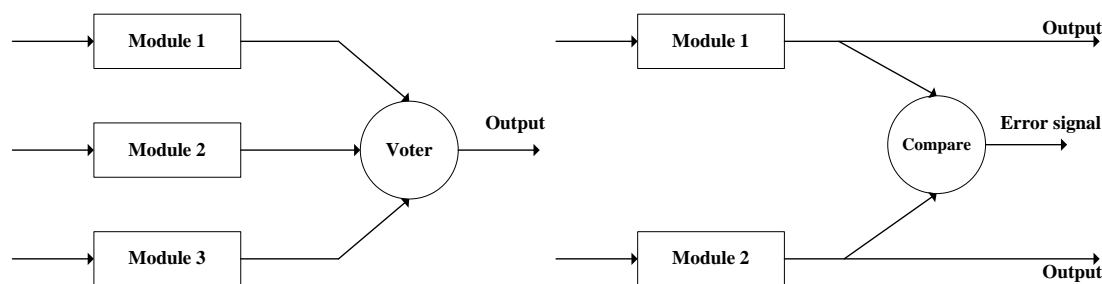 Module 1
Module 2
Module 3
Voter
Output
Module 1
Module 2
Compare
Output
Error signal
Output